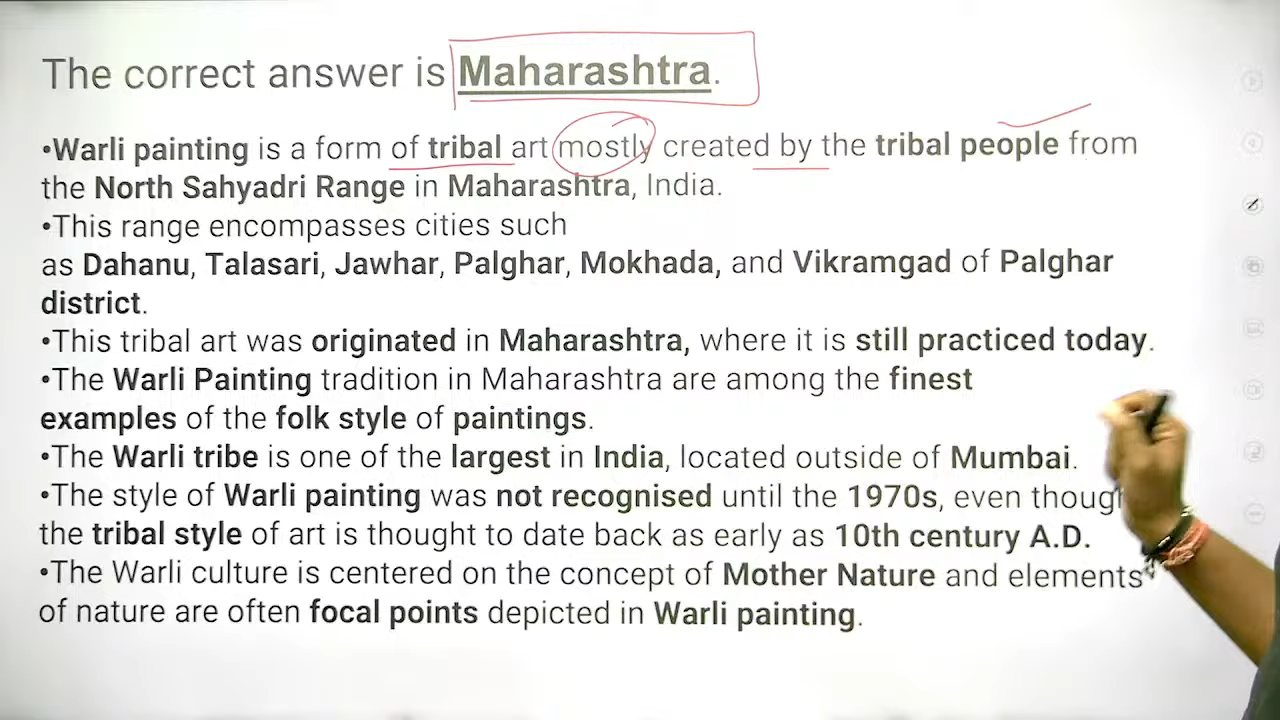 The correct answer is Maharashtra.
•Warli painting is a form of tribal art mostly created by the tribal people from
the North Sahyadri Range in Maharashtra, India.
•This range encompasses cities such
as Dahanu, Talasari, Jawhar, Palghar, Mokhada, and Vikramgad of Palghar
district.
•This tribal art was originated in Maharashtra, where it is still practiced today.
•The Warli Painting tradition in Maharashtra are among the finest
examples of the folk style of paintings.
•The Warli tribe is one of the largest in India, located outside of Mumbai.
•The style of Warli painting was not recognised until the 1970s, even though
the tribal style of art is thought to date back as early as 10th century A.D.
•The Warli culture is centered on the concept of Mother Nature and elements
of nature are often focal points depicted in Warli painting.